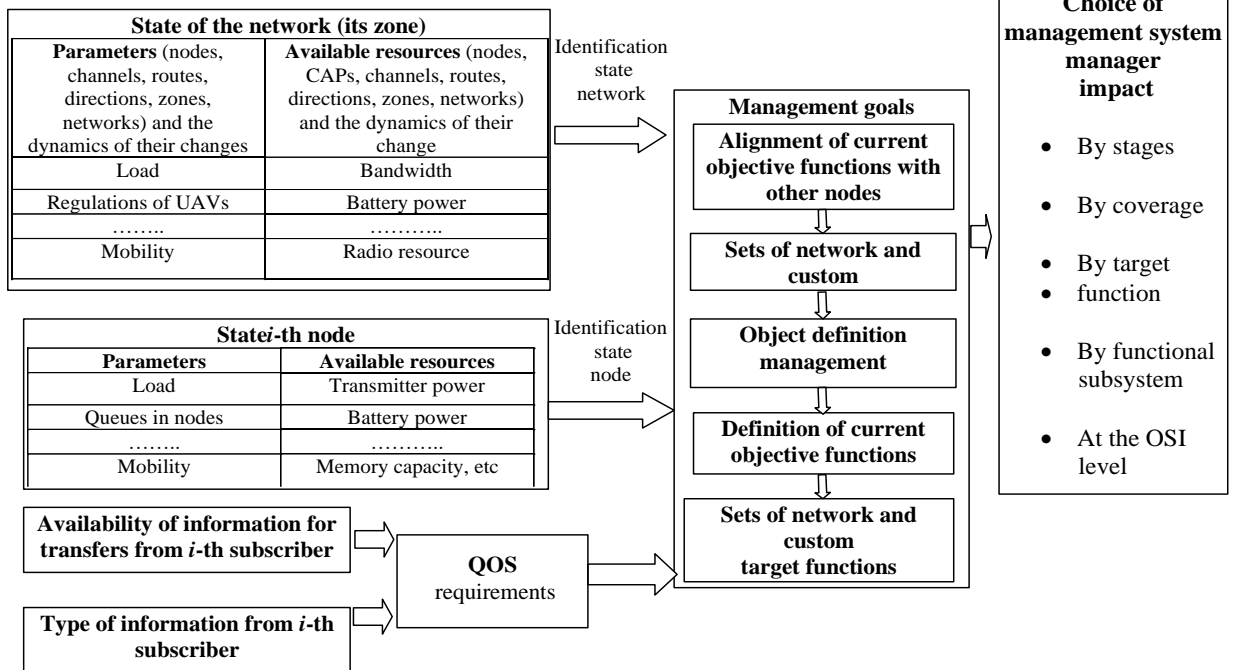 State of the network (its zone)
Parameters (nodes,
channels, routes,
directions, zones,
networks) and the
dynamics of their changes
Available resources (nodes,
CAPs, channels, routes,
directions, zones, networks)
and the dynamics of their
change
Load
Bandwidth
Regulations of UAVs
Battery power
……..
………..
Mobility
Radio resource
Identification
state
network
Statei-th node
Parameters
Available resources
Load
Transmitter power
Queues in nodes
Battery power
……..
………..
Mobility
Memory capacity, etc
Identification
state
node
Availability of information for
transfers from i-th subscriber
Type of information from i-th
subscriber
QOS
requirements
Management goals
Alignment of current
objective functions with
other nodes
Sets of network and
custom
Object definition
management
Definition of current
objective functions
Sets of network and
custom
target functions
Choice of
management system
manager
impact
• By stages
• By coverage
• By target
• function
• By functional
subsystem
• At the OSI
level